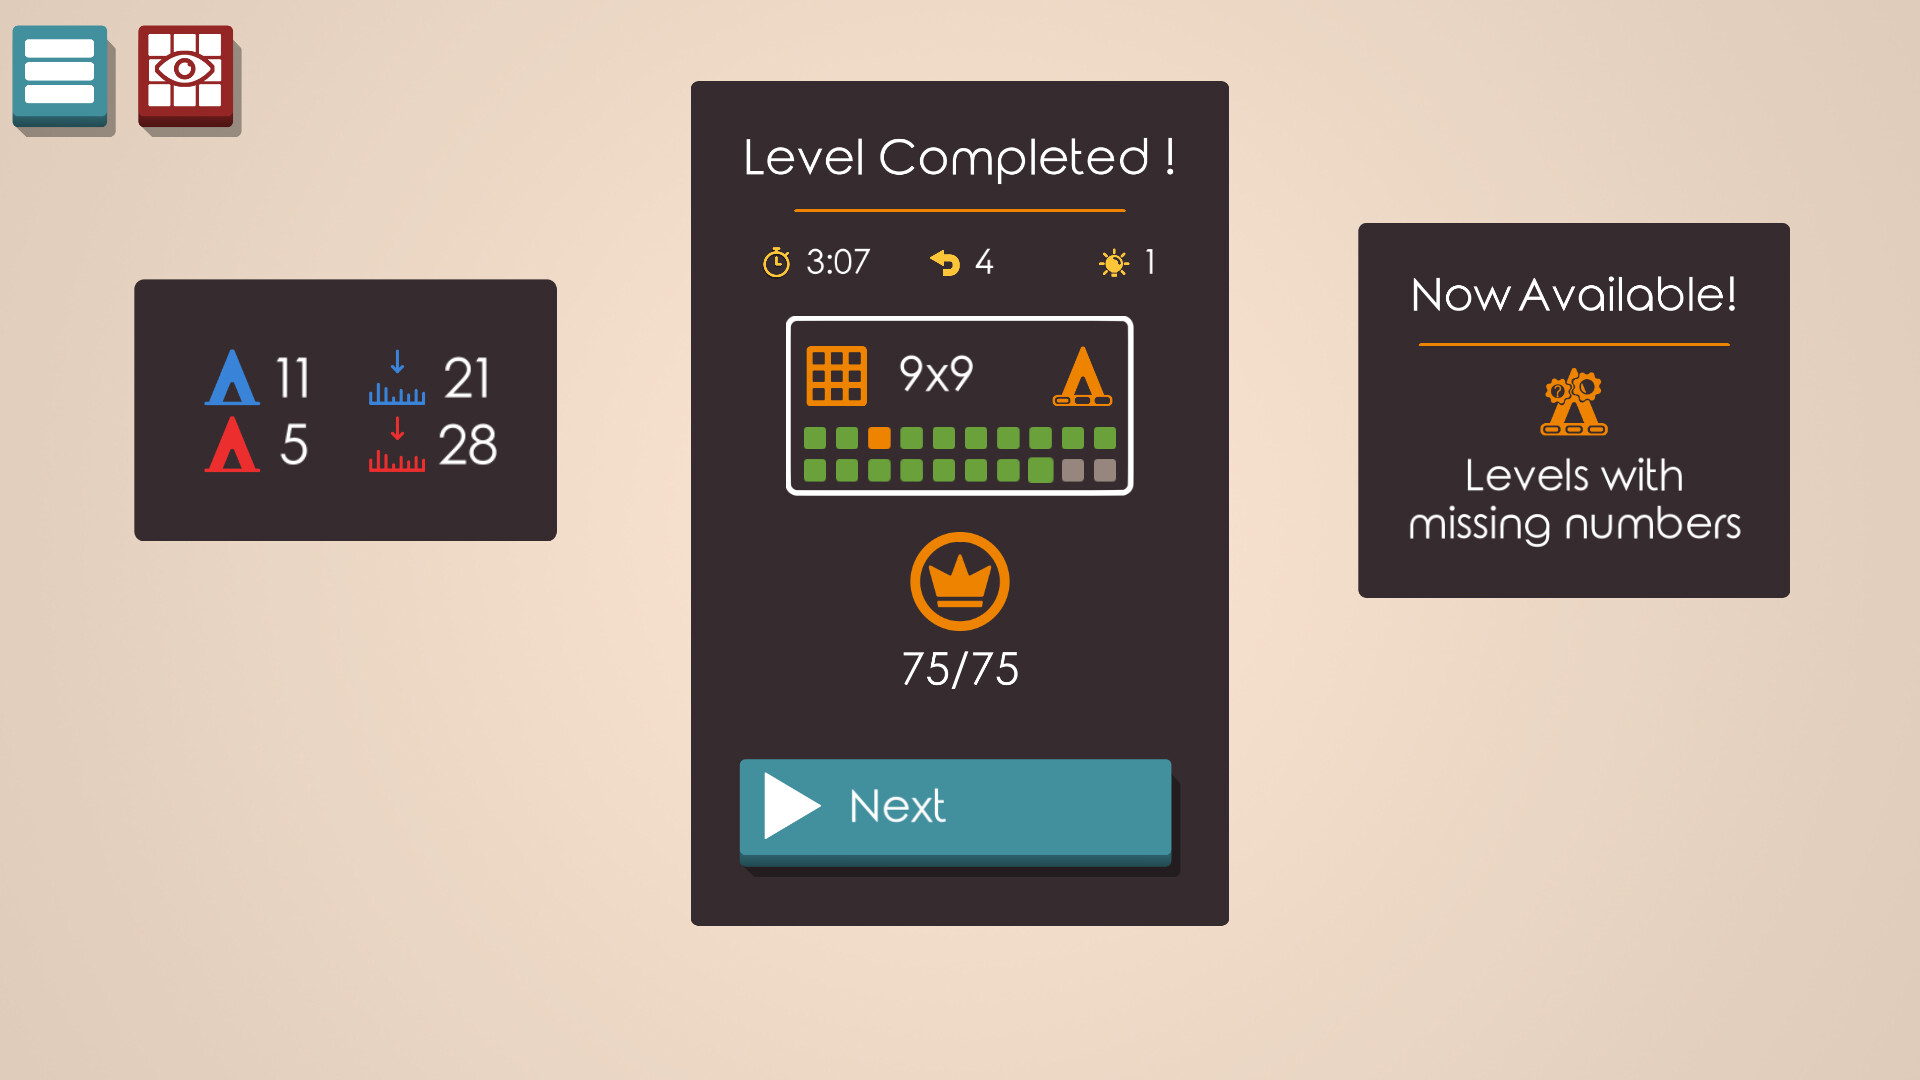 Level Completed !
3:07 4 1
9x9
75/75
Next
11 21
5 28
Now Available!
?
Levels with
missing numbers